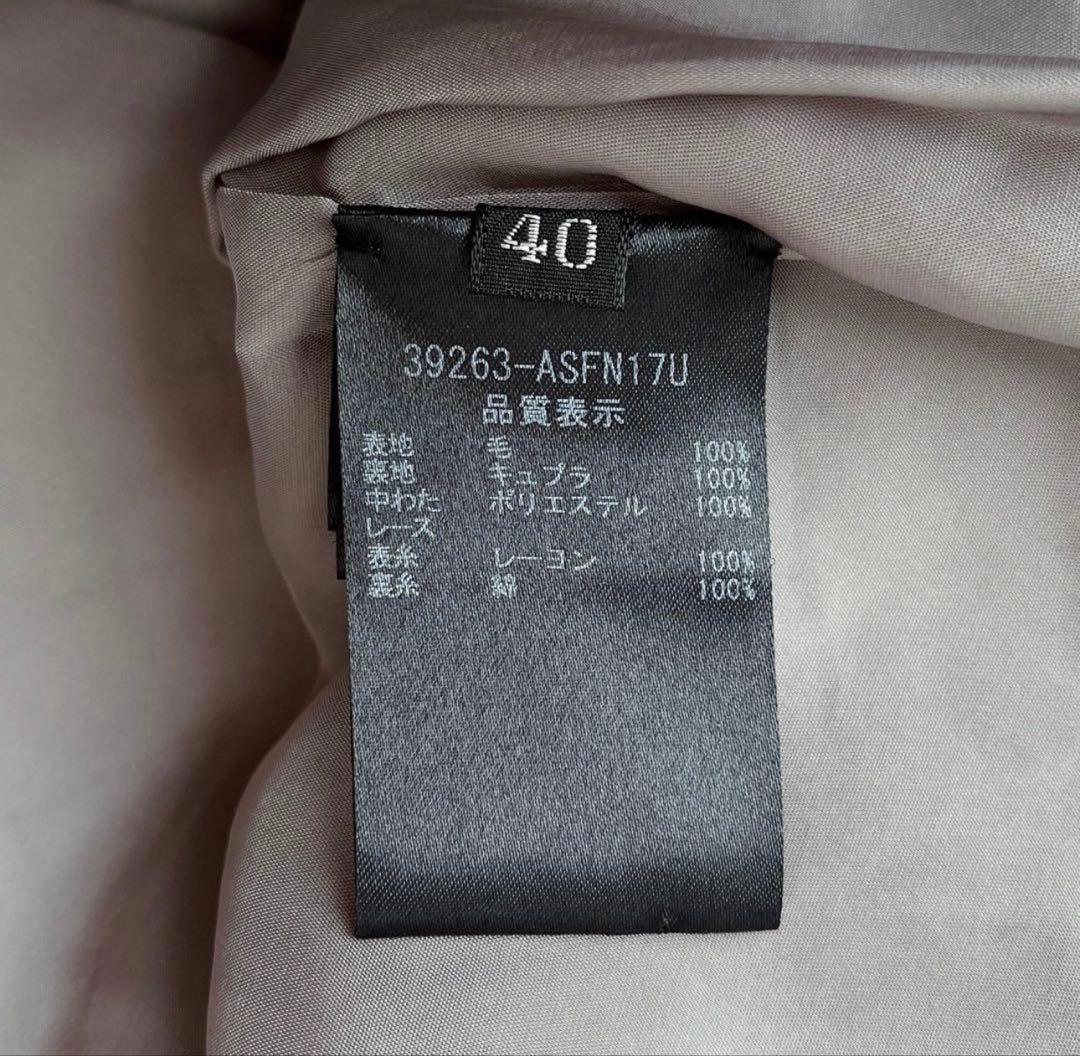 40
39263-ASFN17U
品質表示
表地 毛 100%
裏地 キュプラ 100%
中わた ポリエステル 100%
レース
表糸 レーヨン 100%
裏糸 綿 100%